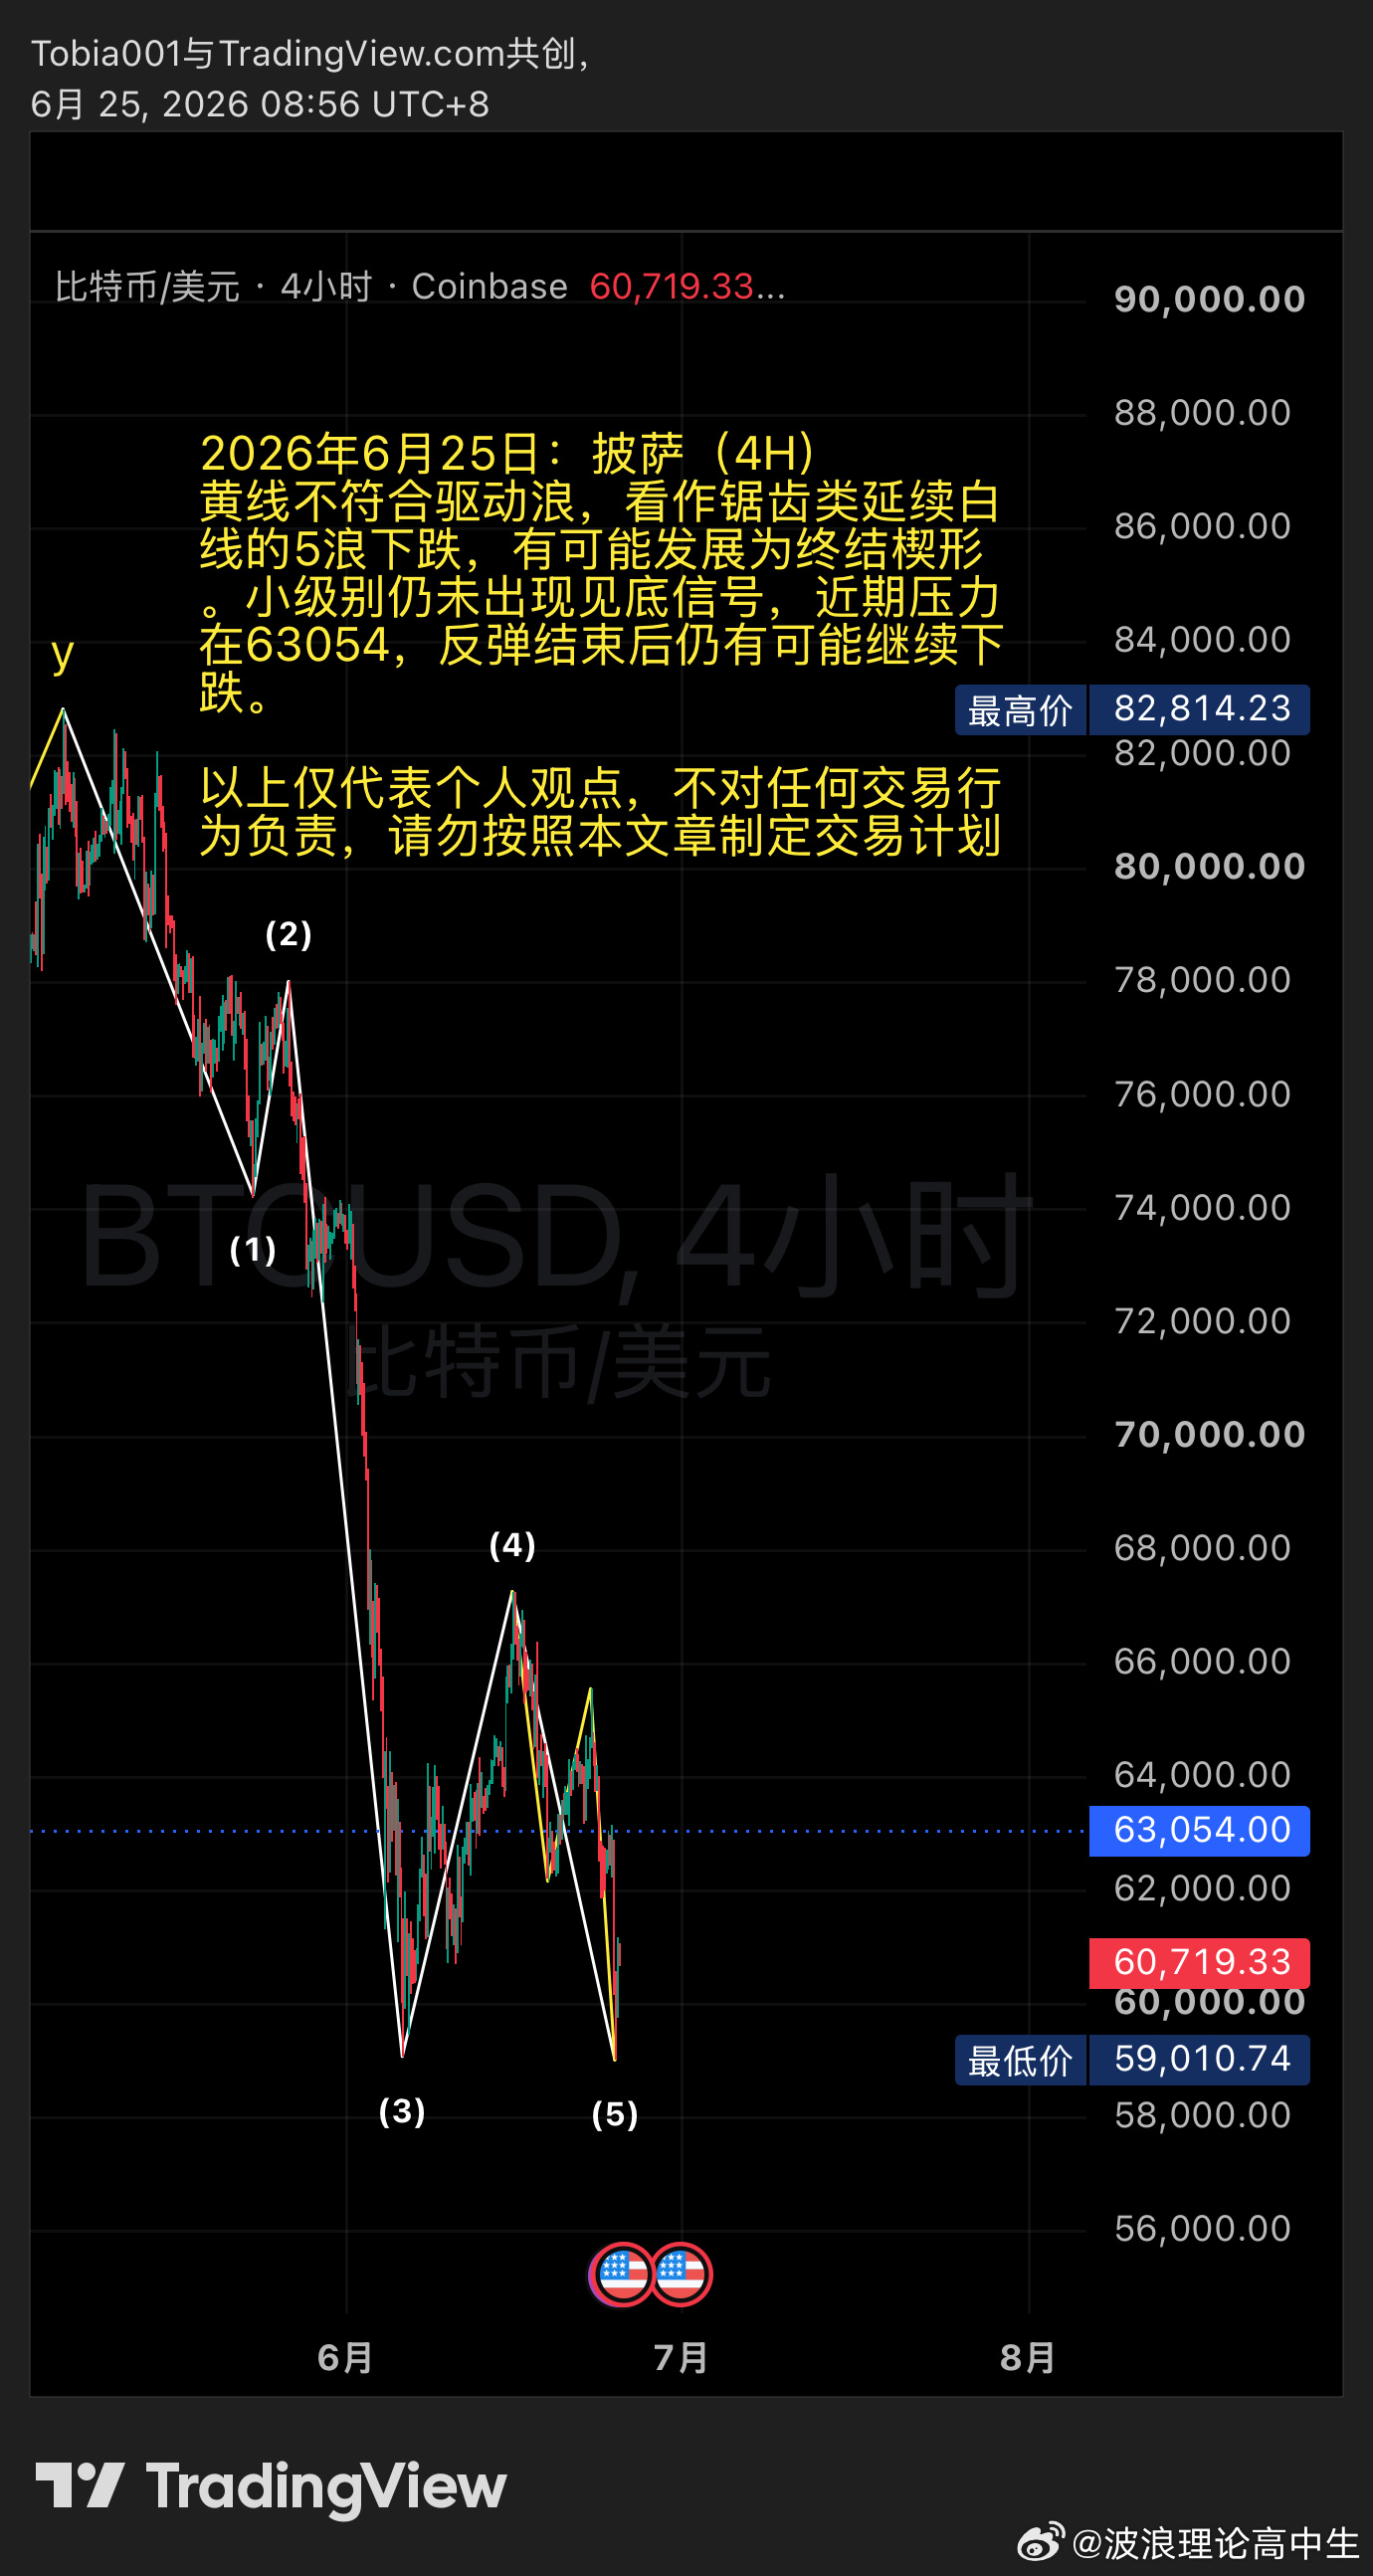 Tobia001与TradingView.com共创,
6月 25, 2026 08:56 UTC+8
比特币/美元 · 4小时 · Coinbase 60,719.33...
90,000.00
88,000.00
2026年6月25日：披萨（4H）
黄线不符合驱动浪，看作锯齿类延续白
线的5浪下跌，有可能发展为终结楔形
。小级别仍未出现见底信号，近期压力
在63054，反弹结束后仍有可能继续下
跌。
86,000.00
84,000.00
y
最高价 82,814.23
82,000.00
以上仅代表个人观点，不对任何交易行
为负责，请勿按照本文章制定交易计划
80,000.00
(2)
78,000.00
76,000.00
BTCUSD, 4小时
74,000.00
(1)
72,000.00
比特币/美元
70,000.00
(4)
68,000.00
66,000.00
64,000.00
63,054.00
62,000.00
60,719.33
60,000.00
最低价 59,010.74
(3)
(5)
58,000.00
56,000.00
6月
7月
8月
TradingView
@波浪理论高中生